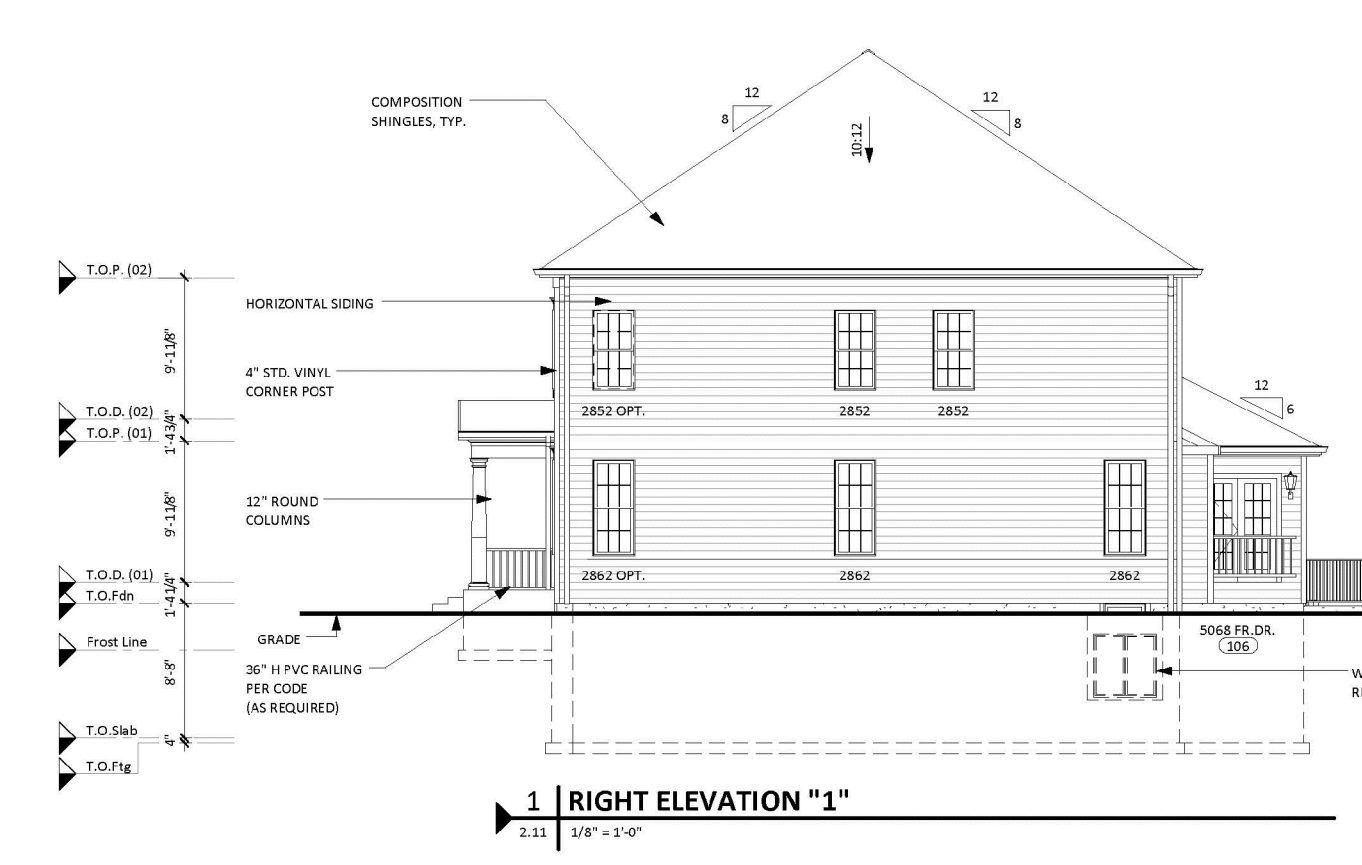 COMPOSITION
SHINGLES, TYP.
12
8
12
8
10:12
T.O.P. (02)
HORIZONTAL SIDING
9'-11/8"
4" STD. VINYL
CORNER POST
12
6
T.O.D. (02)
T.O.P. (01)
1'-43/4"
2852 OPT.
2852
2852
9'-11/8"
12" ROUND
COLUMNS
T.O.D. (01)
T.O.Fdn
1'-41/4"
2862 OPT.
2862
2862
Frost Line
GRADE
5068 FR.DR.
106
8'-8"
36" H PVC RAILING
PER CODE
(AS REQUIRED)
W
T.O.Slab
4"
T.O.Ftg
1
RIGHT ELEVATION "1"
2.11
1/8" = 1'-0"